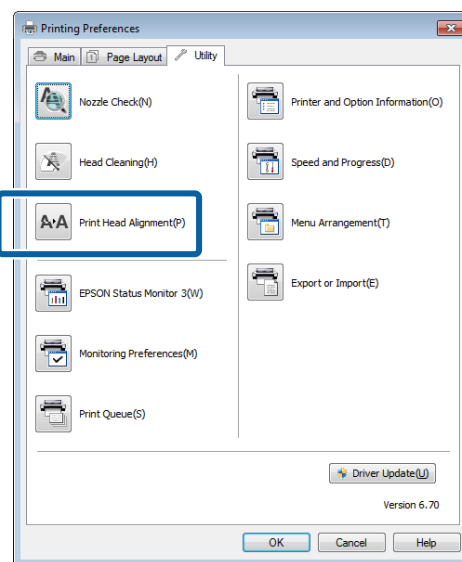 Printing Preferences
Main
Page Layout
Utility
Nozzle Check(N)
Printer and Option Information(O)
Head Cleaning(H)
Speed and Progress(D)
Print Head Alignment(P)
Menu Arrangement(T)
EPSON Status Monitor 3(W)
Export or Import(E)
Monitoring Preferences(M)
Print Queue(S)
Driver Update(U)
Version 6.70
OK
Cancel
Help